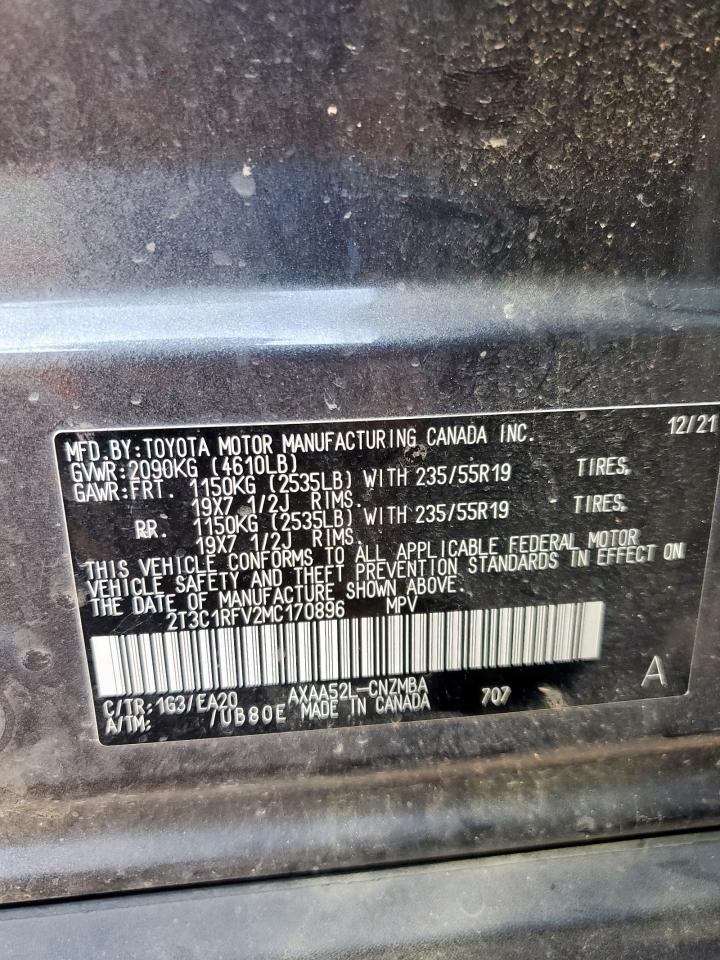 MFD.BY:TOYOTA MOTOR MANUFACTURING CANADA INC. 12/21
GVWR:2090KG (4610LB)
GAWR:FRT. 1150KG (2535LB) WITH 235/55R19 TIRES,
19X7 1/2J RIMS.
RR. 1150KG (2535LB) WITH 235/55R19 TIRES,
19X7 1/2J RIMS.
THIS VEHICLE CONFORMS TO ALL APPLICABLE FEDERAL MOTOR
VEHICLE SAFETY AND THEFT PREVENTION STANDARDS IN EFFECT ON
THE DATE OF MANUFACTURE SHOWN ABOVE.
2T3C1RFV2MC170896 MPV
C/TR:1G3/EA20 AXAA52L-CNZMBA 707 A
A/TM: /UB80E MADE IN CANADA